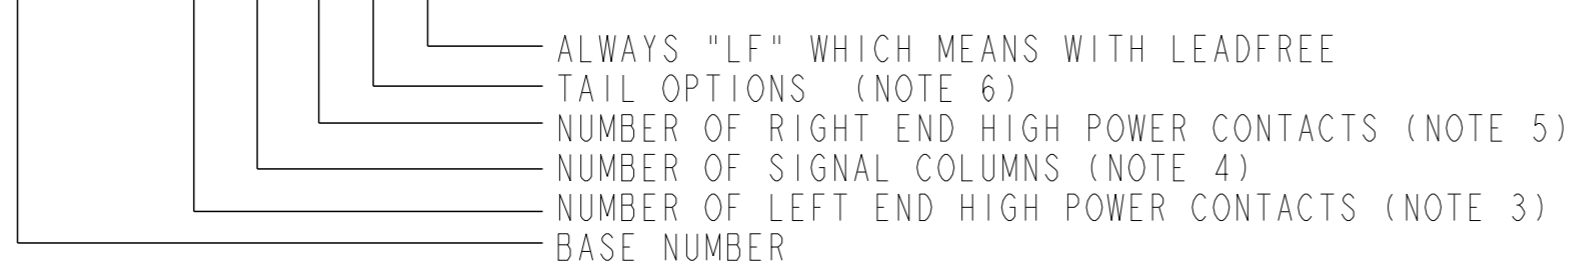 ALWAYS "LF" WHICH MEANS WITH LEADFREE
TAIL OPTIONS (NOTE 6)
NUMBER OF RIGHT END HIGH POWER CONTACTS (NOTE 5)
NUMBER OF SIGNAL COLUMNS (NOTE 4)
NUMBER OF LEFT END HIGH POWER CONTACTS (NOTE 3)
BASE NUMBER